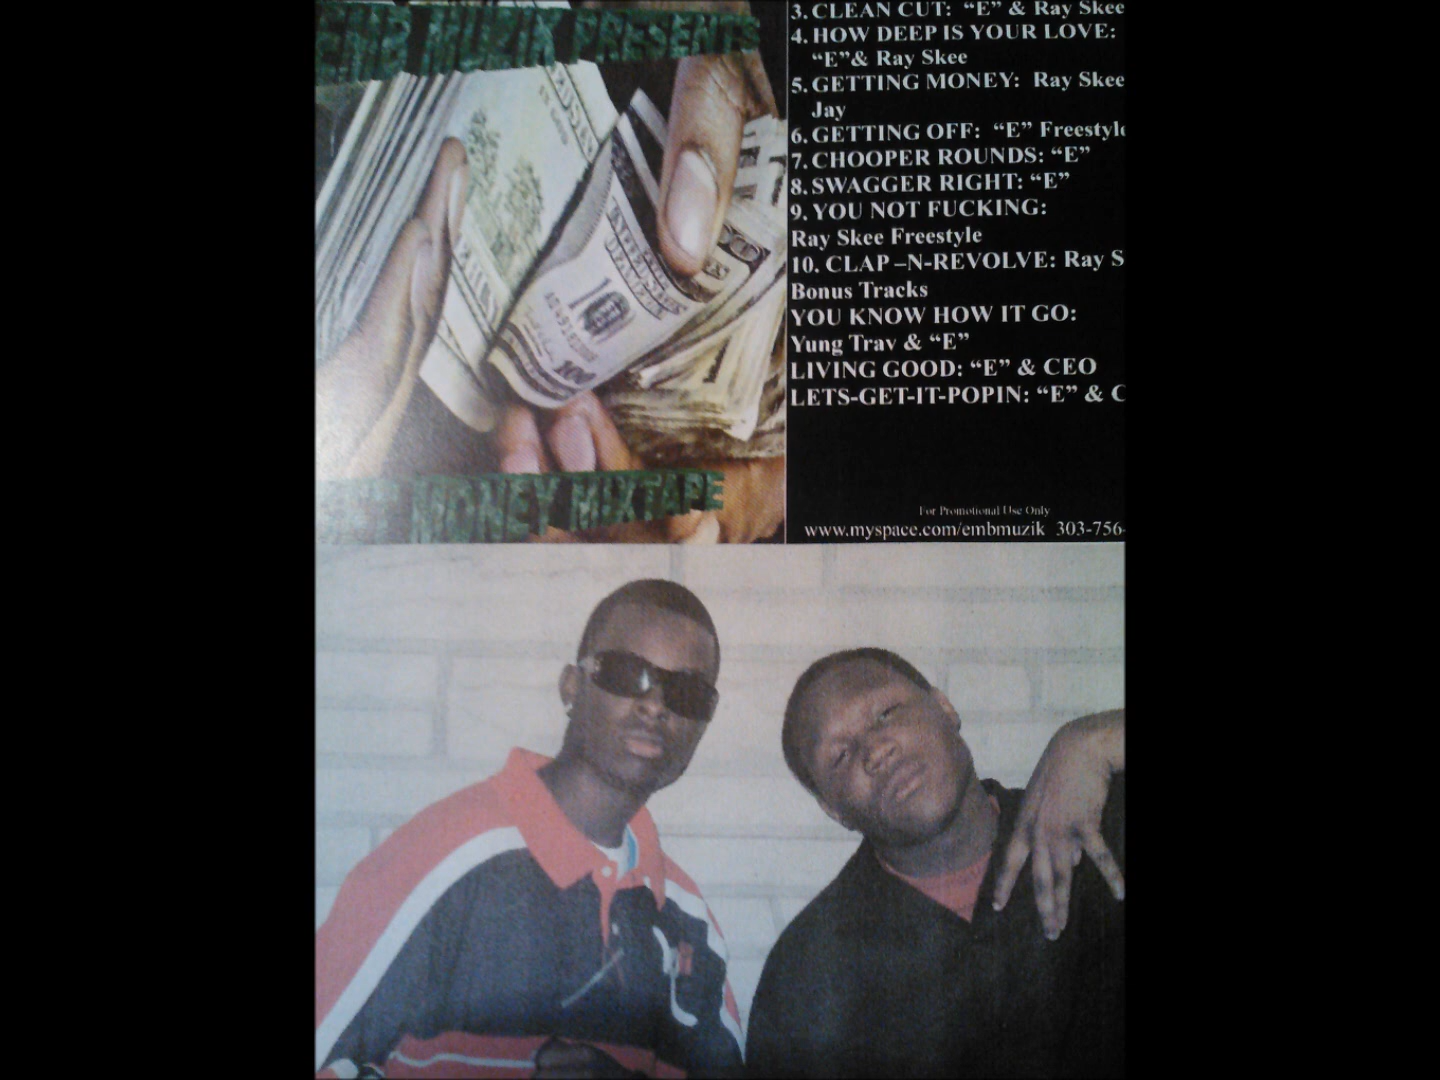 EMB MUZIK PRESENTS
MONEY MIXTAPE
3. CLEAN CUT: “E” & Ray Skee
4. HOW DEEP IS YOUR LOVE:
“E”& Ray Skee
5. GETTING MONEY: Ray Skee
Jay
6. GETTING OFF: “E” Freestyle
7. CHOOPER ROUNDS: “E”
8. SWAGGER RIGHT: “E”
9. YOU NOT FUCKING:
Ray Skee Freestyle
10. CLAP –N-REVOLVE: Ray S
Bonus Tracks
YOU KNOW HOW IT GO:
Yung Trav & “E”
LIVING GOOD: “E” & CEO
LETS-GET-IT-POPIN: “E” & C
For Promotional Use Only
www.myspace.com/embmuzik 303-756-